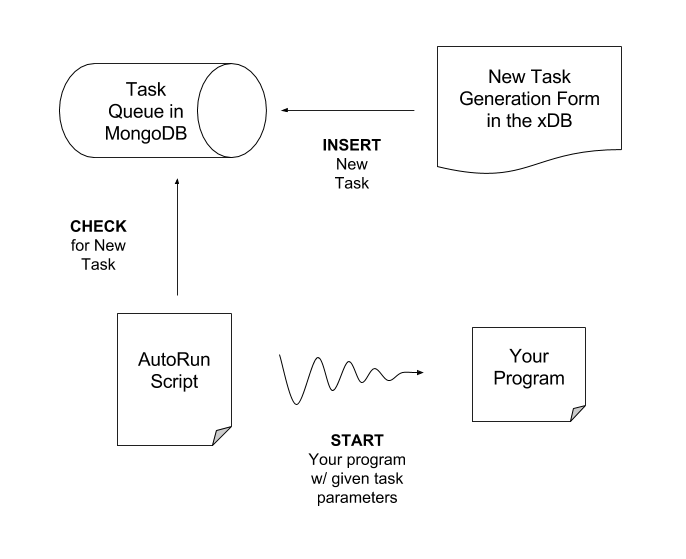 Task
Queue in
MongoDB
New Task
Generation Form
in the xDB
INSERT
New
Task
CHECK
for New
Task
AutoRun
Script
Your
Program
START
Your program
w/ given task
parameters